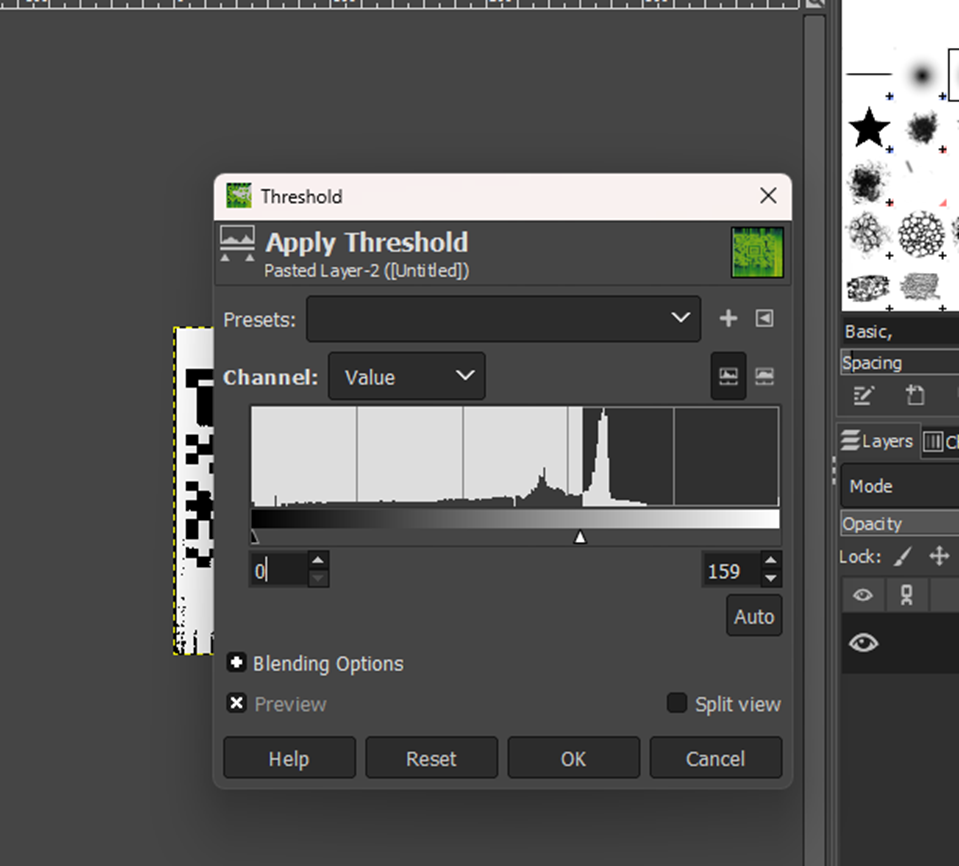 Threshold
Apply Threshold
Pasted Layer-2 ([Untitled])
Presets:
Channel: Value
0 159
Auto
Blending Options
Preview Split view
Help Reset OK Cancel
Basic,
Spacing
Layers
Mode
Opacity
Lock: